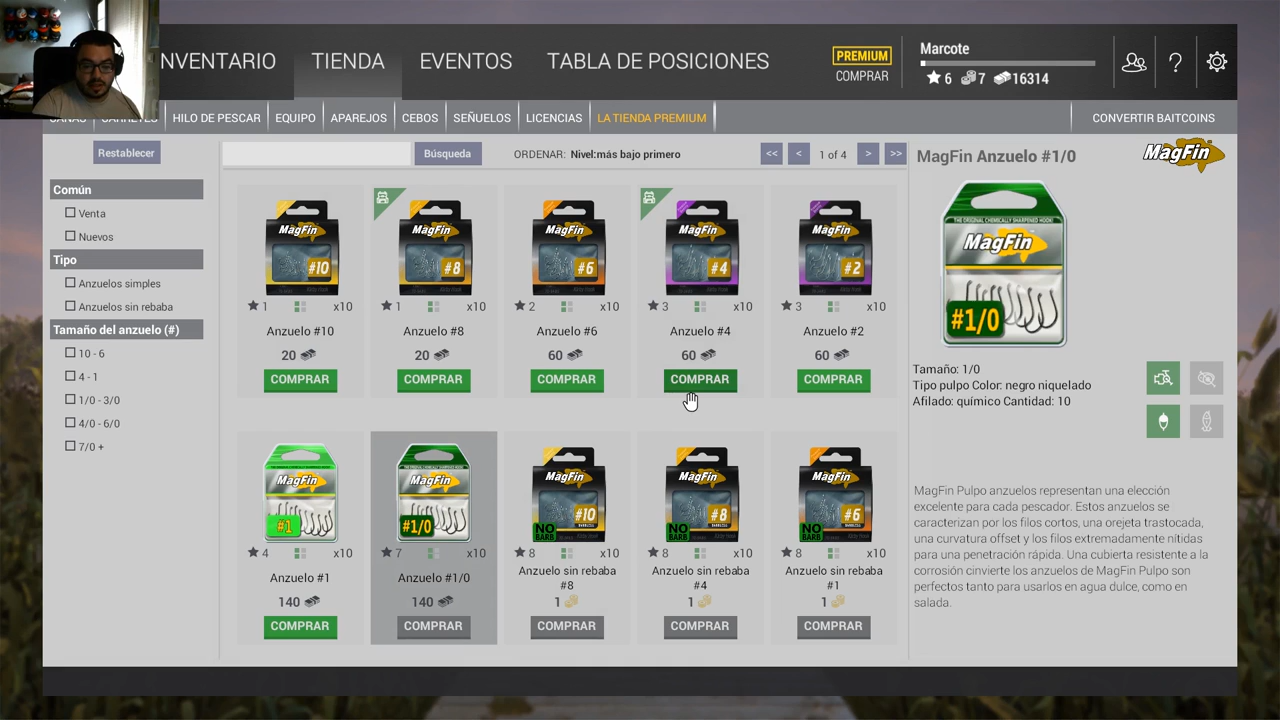 NVENTARIO
TIENDA
EVENTOS
TABLA DE POSICIONES
PREMIUM
COMPRAR
Marcote
6 7 16314
HILO DE PESCAR
EQUIPO
APAREJOS
CEBOS
SEÑUELOS
LICENCIAS
LA TIENDA PREMIUM
CONVERTIR BAITCOINS
Restablecer
Común
Venta
Nuevos
Tipo
Anzuelos simples
Anzuelos sin rebaba
Tamaño del anzuelo (#)
10 - 6
4 - 1
1/0 - 3/0
4/0 - 6/0
7/0 +
Búsqueda
ORDENAR: Nivel:más bajo primero
<< < 1 of 4 > >>
MagFin #10
1 x10
Anzuelo #10
20
COMPRAR
MagFin #8
1 x10
Anzuelo #8
20
COMPRAR
MagFin #6
2 x10
Anzuelo #6
60
COMPRAR
MagFin #4
3 x10
Anzuelo #4
60
COMPRAR
MagFin #2
3 x10
Anzuelo #2
60
COMPRAR
MagFin #1
4 x10
Anzuelo #1
140
COMPRAR
MagFin #1/0
7 x10
Anzuelo #1/0
140
COMPRAR
MagFin #10
NO BARB
8 x10
Anzuelo sin rebaba
#8
1
COMPRAR
MagFin #8
NO BARB
8 x10
Anzuelo sin rebaba
#4
1
COMPRAR
MagFin #6
NO BARB
8 x10
Anzuelo sin rebaba
#1
1
COMPRAR
MagFin Anzuelo #1/0
MagFin
THE ORIGINAL CHEMICALLY SHARPENED HOOK!
MagFin
#1/0
Tamaño: 1/0
Tipo pulpo Color: negro niquelado
Afilado: químico Cantidad: 10
MagFin Pulpo anzuelos representan una elección
excelente para cada pescador. Estos anzuelos se
caracterizan por los filos cortos, una orejeta trastocada,
una curvatura offset y los filos extremadamente nítidas
para una penetración rápida. Una cubierta resistente a la
corrosión cinvierte los anzuelos de MagFin Pulpo son
perfectos tanto para usarlos en agua dulce, como en
salada.